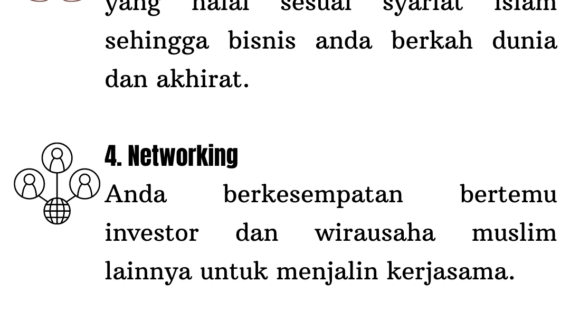 yang halal sesuai syariat islam
sehingga bisnis anda berkah dunia
dan akhirat.
4. Networking
Anda berkesempatan bertemu
investor dan wirausaha muslim
lainnya untuk menjalin kerjasama.